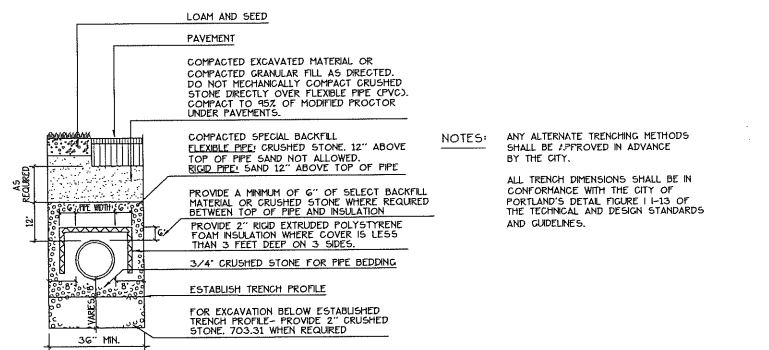 LOAM AND SEED
PAVEMENT
COMPACTED EXCAVATED MATERIAL OR
COMPACTED GRANULAR FILL AS DIRECTED.
DO NOT MECHANICALLY COMPACT CRUSHED
STONE DIRECTLY OVER FLEXIBLE PIPE (PVC).
COMPACT TO 95% OF MODIFIED PROCTOR
UNDER PAVEMENTS.
COMPACTED SPECIAL BACKFILL
FLEXIBLE PIPE: CRUSHED STONE, 12" ABOVE
TOP OF PIPE SAND NOT ALLOWED.
RIGID PIPE: SAND 12" ABOVE TOP OF PIPE
PROVIDE A MINIMUM OF 6" OF SELECT BACKFILL
MATERIAL OR CRUSHED STONE WHERE REQUIRED
BETWEEN TOP OF PIPE AND INSULATION
PROVIDE 2" RIGID EXTRUDED POLYSTYRENE
FOAM INSULATION WHERE COVER IS LESS
THAN 3 FEET DEEP ON 3 SIDES.
3/4" CRUSHED STONE FOR PIPE BEDDING
ESTABLISH TRENCH PROFILE
FOR EXCAVATION BELOW ESTABLISHED
TRENCH PROFILE- PROVIDE 2" CRUSHED
STONE. 703.31 WHEN REQUIRED
AS
REQUIRED
12'
6" PIPE WIDTH 6"
6"
8" 8" 8"
VARIES
36" MIN.
NOTES:
ANY ALTERNATE TRENCHING METHODS
SHALL BE APPROVED IN ADVANCE
BY THE CITY.
ALL TRENCH DIMENSIONS SHALL BE IN
CONFORMANCE WITH THE CITY OF
PORTLAND'S DETAIL FIGURE I I-13 OF
THE TECHNICAL AND DESIGN STANDARDS
AND GUIDELINES.